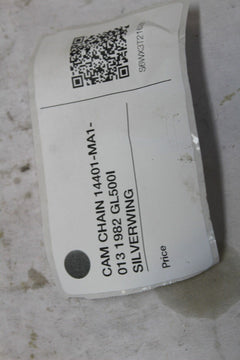 CAM CHAIN 14401-MA1-
013 1982 GL500I
SILVERWING
Price